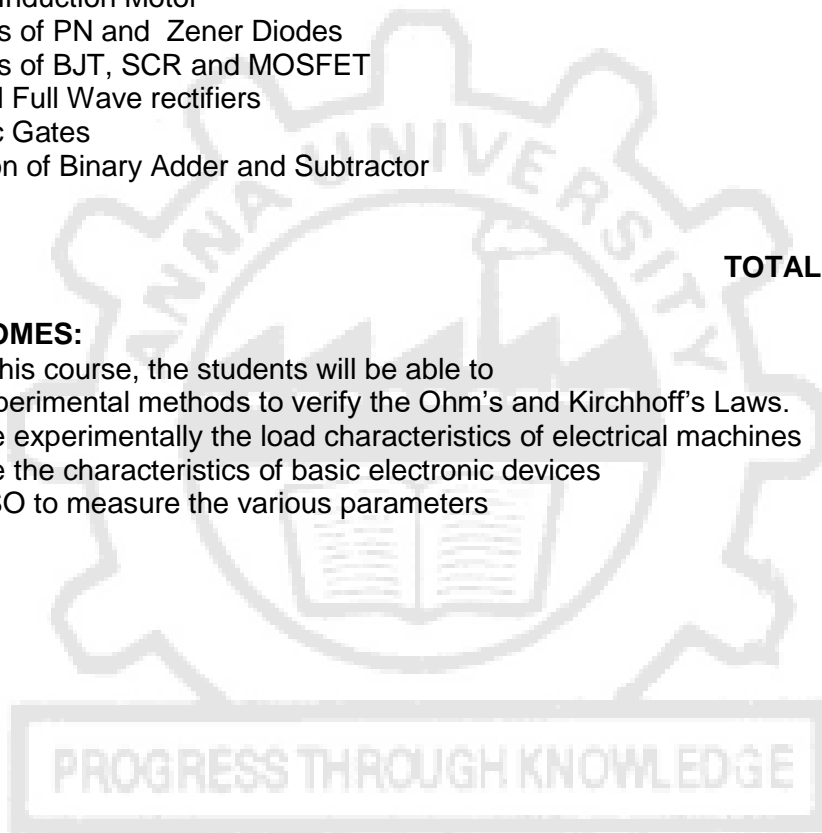 Induction Motor
s of PN and Zener Diodes
s of BJT, SCR and MOSFET
Full Wave rectifiers
c Gates
on of Binary Adder and Subtractor
TOTAL
OMES:
his course, the students will be able to
perimental methods to verify the Ohm’s and Kirchhoff’s Laws.
e experimentally the load characteristics of electrical machines
e the characteristics of basic electronic devices
SO to measure the various parameters
ANNA UNIVERSITY
PROGRESS THROUGH KNOWLEDGE